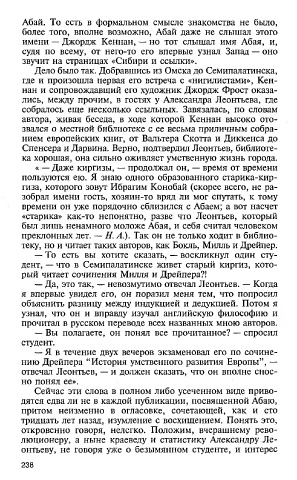 Абай. То есть в формальном смысле знакомства не было,
более того, вполне возможно, Абай даже не слышал этого
имени — Джордж Кеннан, — но тот слышал имя Абая, и,
судя по всему, от него-то его впервые узнал Запад — оно
звучит на страницах «Сибири и ссылки».
Дело было так. Добравшись из Омска до Семипалатинска,
где и произошла первая его встреча с «нигилистами», Кеннан
и сопровождавший его художник Джордж Фрост оказались,
между прочим, в гостях у Александра Леонтьева, где
собралось еще несколько ссыльных. Завязалась, по словам
автора, живая беседа, в ходе которой Кеннан высоко отозвался
о местной библиотеке с ее весьма приличным собранием
европейских книг, от Вальтера Скотта и Диккенса до
Спенсера и Дарвина. Верно, подтвердил Леонтьев, библиотека
хорошая, она сильно оживляет умственную жизнь города.
« — Даже киргизы, — продолжал он, — время от времени
пользуются ею. Я знаю одного образованного старика-киргиза,
которого зовут Ибрагим Конобай (скорее всего, не разобрал
имени гость, хозяин-то вряд ли мог спутать, к тому
времени он уже порядочно сблизился с Абаем; а вот насчет
«старика» как-то непонятно, разве что Леонтьев, который
был лишь ненамного моложе Абая, и себя считал человеком
преклонных лет. — Н. А.). Так он не только ходит в библиотеку,
но и читает таких авторов, как Бокль, Милль и Дрейпер.
— То есть вы хотите сказать, — воскликнул один студент,
— что в Семипалатинске живет старый киргиз, который
читает сочинения Милля и Дрейпера?!
— Да, это так, — невозмутимо отвечал Леонтьев. — Когда
я впервые увидел его, он поразил меня тем, что попросил
объяснить разницу между индукцией и дедукцией. Потом я
узнал, что он и вправду изучал английскую философию и
прочитал в русском переводе всех названных мною авторов.
— Вы полагаете, он понял все прочитанное? — спросил
студент.
— Я в течение двух вечеров экзаменовал его по сочинению
Дрейпера "История умственного развития Европы", —
отвечал Леонтьев, — и должен сказать, что он вполне сносно
понял ее».
Сейчас эти слова в полном либо усеченном виде приводятся
едва ли не в каждой публикации, посвященной Абаю,
притом неизменно в огласовке, сочетающей, как и сто
тридцать лет назад, изумление с восхищением. Понять это,
откровенно говоря, нелегко. Положим, вчерашнему революционеру,
а ныне краеведу и статистику Александру Леонтьеву,
не говоря уже о безымянном студенте, и интерес
238